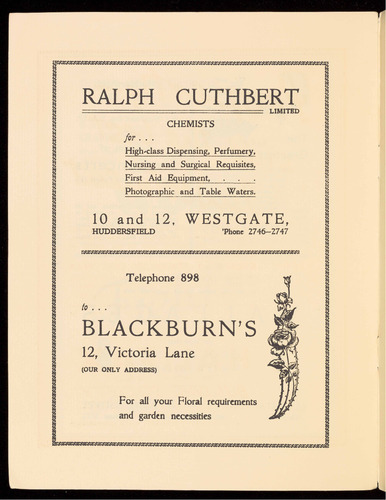 RALPH CUTHBERT
LIMITED
CHEMISTS
for . . .
High-class Dispensing, Perfumery,
Nursing and Surgical Requisites,
First Aid Equipment, . . .
Photographic and Table Waters.
10 and 12, WESTGATE,
HUDDERSFIELD 'Phone 2746-2747
Telephone 898
to . . .
BLACKBURN'S
12, Victoria Lane
(OUR ONLY ADDRESS)
For all your Floral requirements
and garden necessities